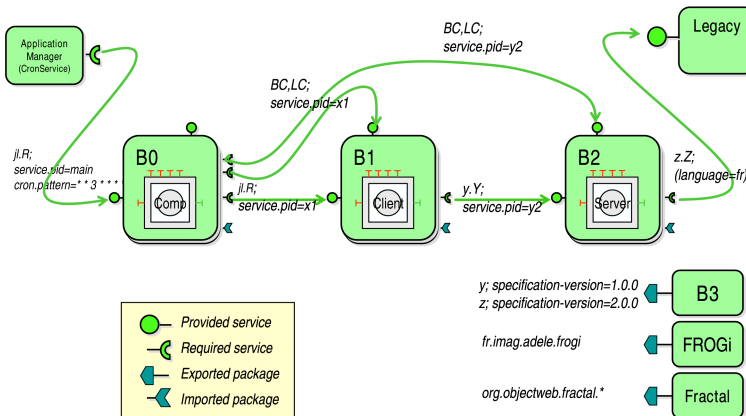 Application
Manager
(CronService)
BC,LC;
service.pid=y2
Legacy
BC,LC;
service.pid=x1
jl.R;
service.pid=main
cron.pattern=* * 3 * * * *
B0
Comp
jl.R;
service.pid=x1
B1
Client
y.Y;
service.pid=y2
B2
Server
z.Z;
(language=fr)
y; specification-version=1.0.0
z; specification-version=2.0.0
B3
fr.imag.adele.frogi
FROGi
org.objectweb.fractal.*
Fractal
Provided service
Required service
Exported package
Imported package